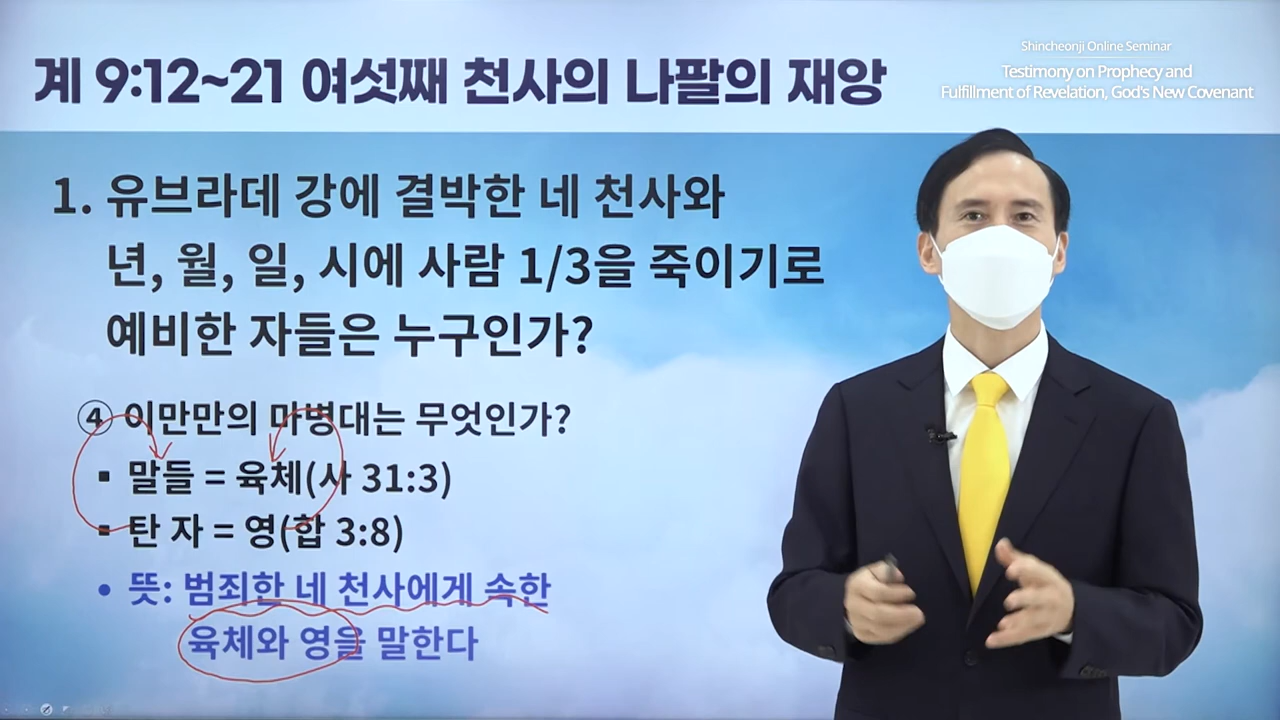 계 9:12~21 여섯째 천사의 나팔의 재앙
Shincheonji Online Seminar
Testimony on Prophecy and
Fulfillment of Revelation, God's New Covenant
1. 유브라데 강에 결박한 네 천사와
년, 월, 일, 시에 사람 1/3을 죽이기로
예비한 자들은 누구인가?
④ 이만만의 마병대는 무엇인가?
▪ 말들 = 육체(사 31:3)
▪ 탄 자 = 영(합 3:8)
• 뜻: 범죄한 네 천사에게 속한
육체와 영을 말한다